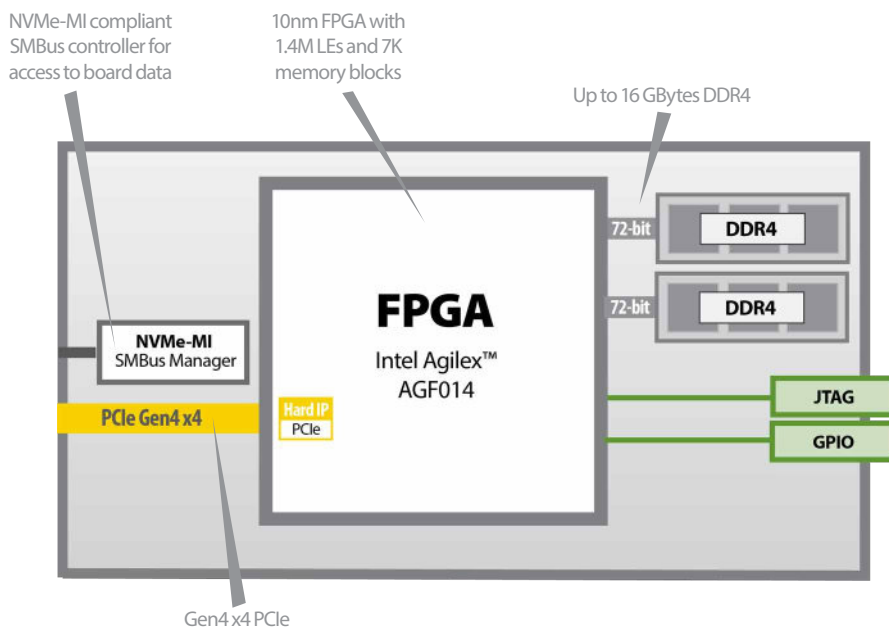 NVMe-MI compliant
SMBus controller for
access to board data
10nm FPGA with
1.4M LEs and 7K
memory blocks
Up to 16 GBytes DDR4
72-bit
DDR4
72-bit
DDR4
FPGA
Intel Agilex™
AGF014
NVMe-MI
SMBus Manager
PCIe Gen4 x4
Hard IP
PCIe
JTAG
GPIO
Gen4 x4 PCIe